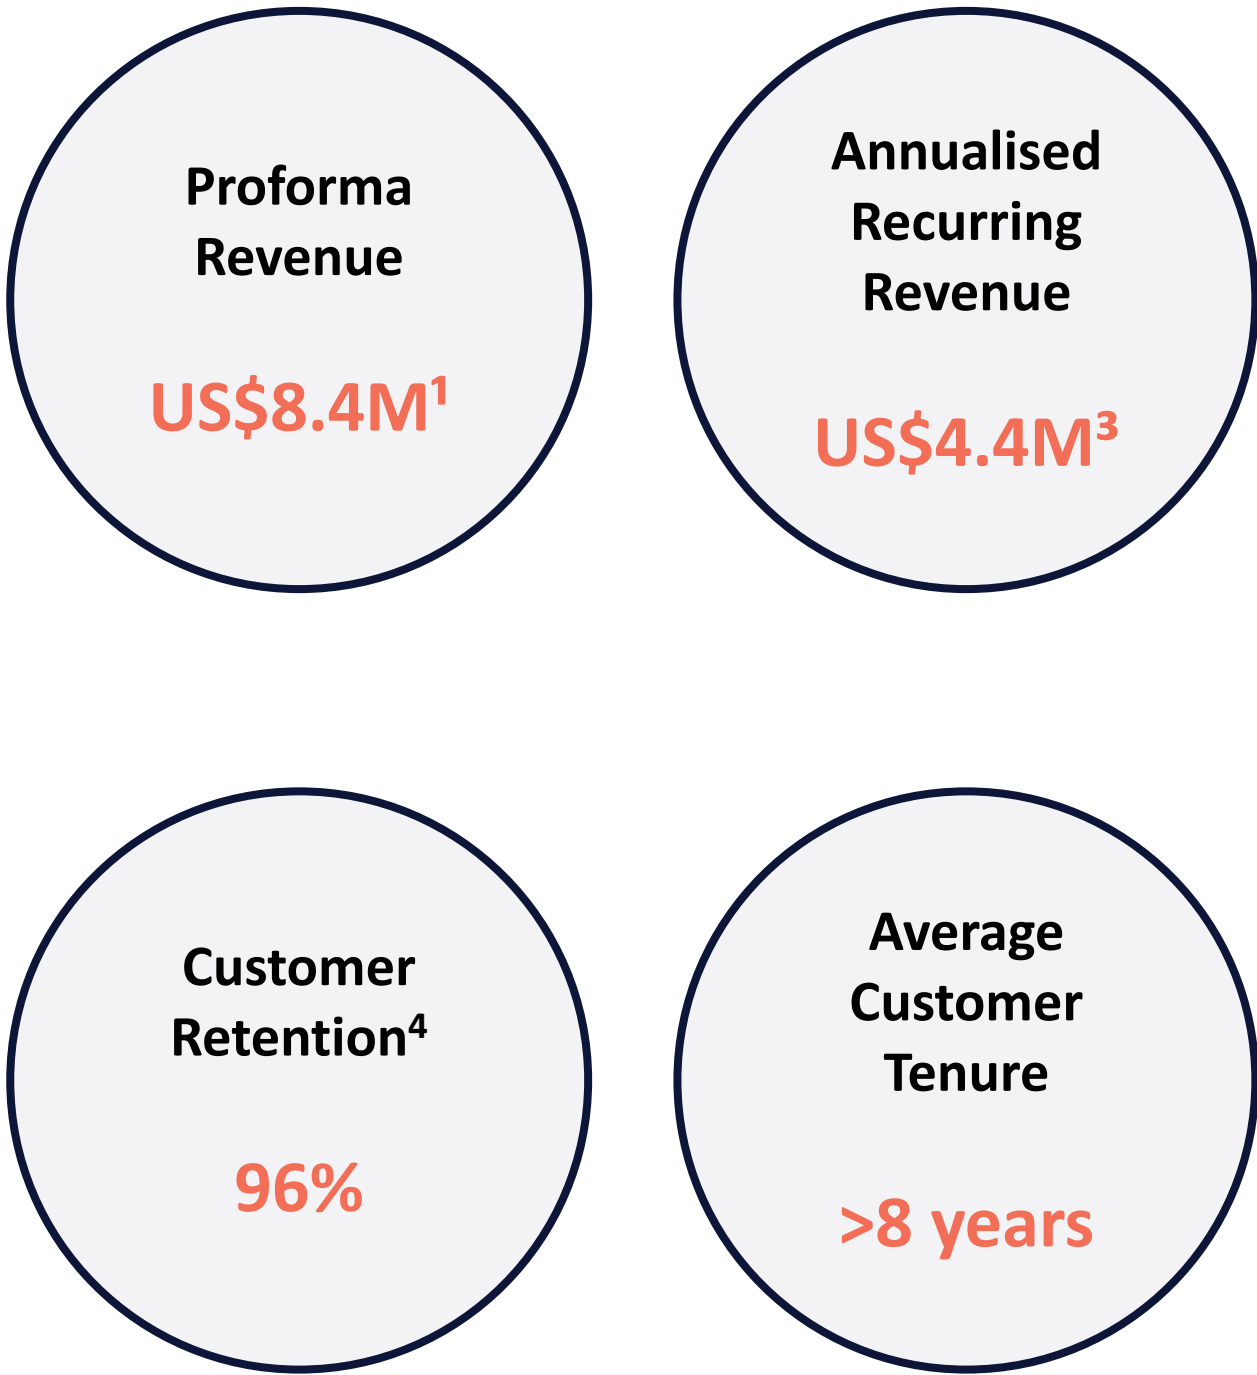 Proforma
Revenue
US$8.4M¹
Annualised
Recurring
Revenue
US$4.4M³
Customer
Retention⁴
96%
Average
Customer
Tenure
>8 years